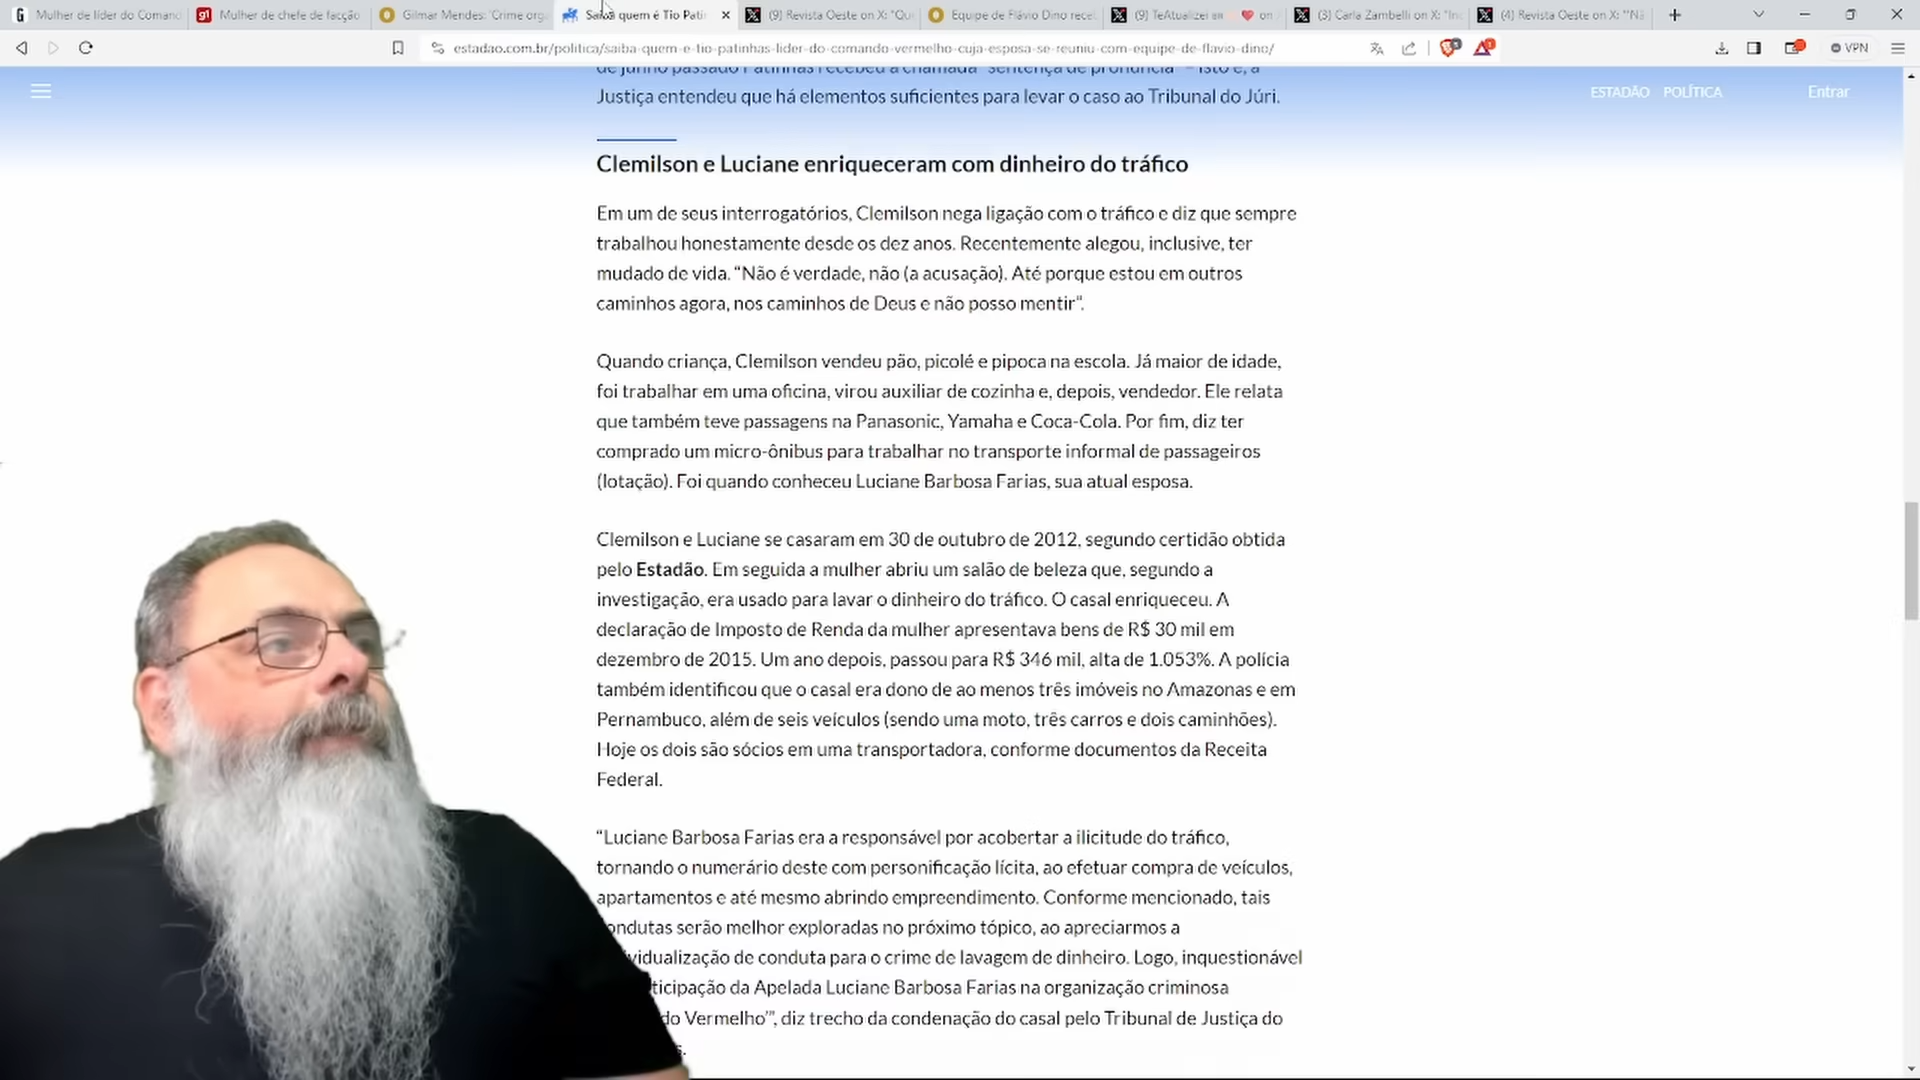 Mulher de líder do Comand
Mulher de chefe de facção
Gilmar Mendes: 'Crime orga
Saiba quem é Tio Patin
(9) Revista Oeste on X: "Qu
Equipe de Flávio Dino rece
(9) TeAtualizei on X
(3) Carla Zambelli on X: "In
(4) Revista Oeste on X: "'Nã
estadao.com.br/politica/saiba-quem-e-tio-patinhas-lider-do-comando-vermelho-cuja-esposa-se-reuniu-com-equipe-de-flavio-dino/
VPN
ESTADÃO POLÍTICA
Entrar
de junho passado Patinhas recebeu a chamada "sentença de pronúncia" – isto é, a
Justiça entendeu que há elementos suficientes para levar o caso ao Tribunal do Júri.
Clemilson e Luciane enriqueceram com dinheiro do tráfico
Em um de seus interrogatórios, Clemilson nega ligação com o tráfico e diz que sempre
trabalhou honestamente desde os dez anos. Recentemente alegou, inclusive, ter
mudado de vida. “Não é verdade, não (a acusação). Até porque estou em outros
caminhos agora, nos caminhos de Deus e não posso mentir”.
Quando criança, Clemilson vendeu pão, picolé e pipoca na escola. Já maior de idade,
foi trabalhar em uma oficina, virou auxiliar de cozinha e, depois, vendedor. Ele relata
que também teve passagens na Panasonic, Yamaha e Coca-Cola. Por fim, diz ter
comprado um micro-ônibus para trabalhar no transporte informal de passageiros
(lotação). Foi quando conheceu Luciane Barbosa Farias, sua atual esposa.
Clemilson e Luciane se casaram em 30 de outubro de 2012, segundo certidão obtida
pelo Estadão. Em seguida a mulher abriu um salão de beleza que, segundo a
investigação, era usado para lavar o dinheiro do tráfico. O casal enriqueceu. A
declaração de Imposto de Renda da mulher apresentava bens de R$ 30 mil em
dezembro de 2015. Um ano depois, passou para R$ 346 mil, alta de 1.053%. A polícia
também identificou que o casal era dono de ao menos três imóveis no Amazonas e em
Pernambuco, além de seis veículos (sendo uma moto, três carros e dois caminhões).
Hoje os dois são sócios em uma transportadora, conforme documentos da Receita
Federal.
“Luciane Barbosa Farias era a responsável por acobertar a ilicitude do tráfico,
tornando o numerário deste com personificação lícita, ao efetuar compra de veículos,
apartamentos e até mesmo abrindo empreendimento. Conforme mencionado, tais
ondutas serão melhor exploradas no próximo tópico, ao apreciarmos a
vidualização de conduta para o crime de lavagem de dinheiro. Logo, inquestionável
ticipação da Apelada Luciane Barbosa Farias na organização criminosa
do Vermelho’”, diz trecho da condenação do casal pelo Tribunal de Justiça do